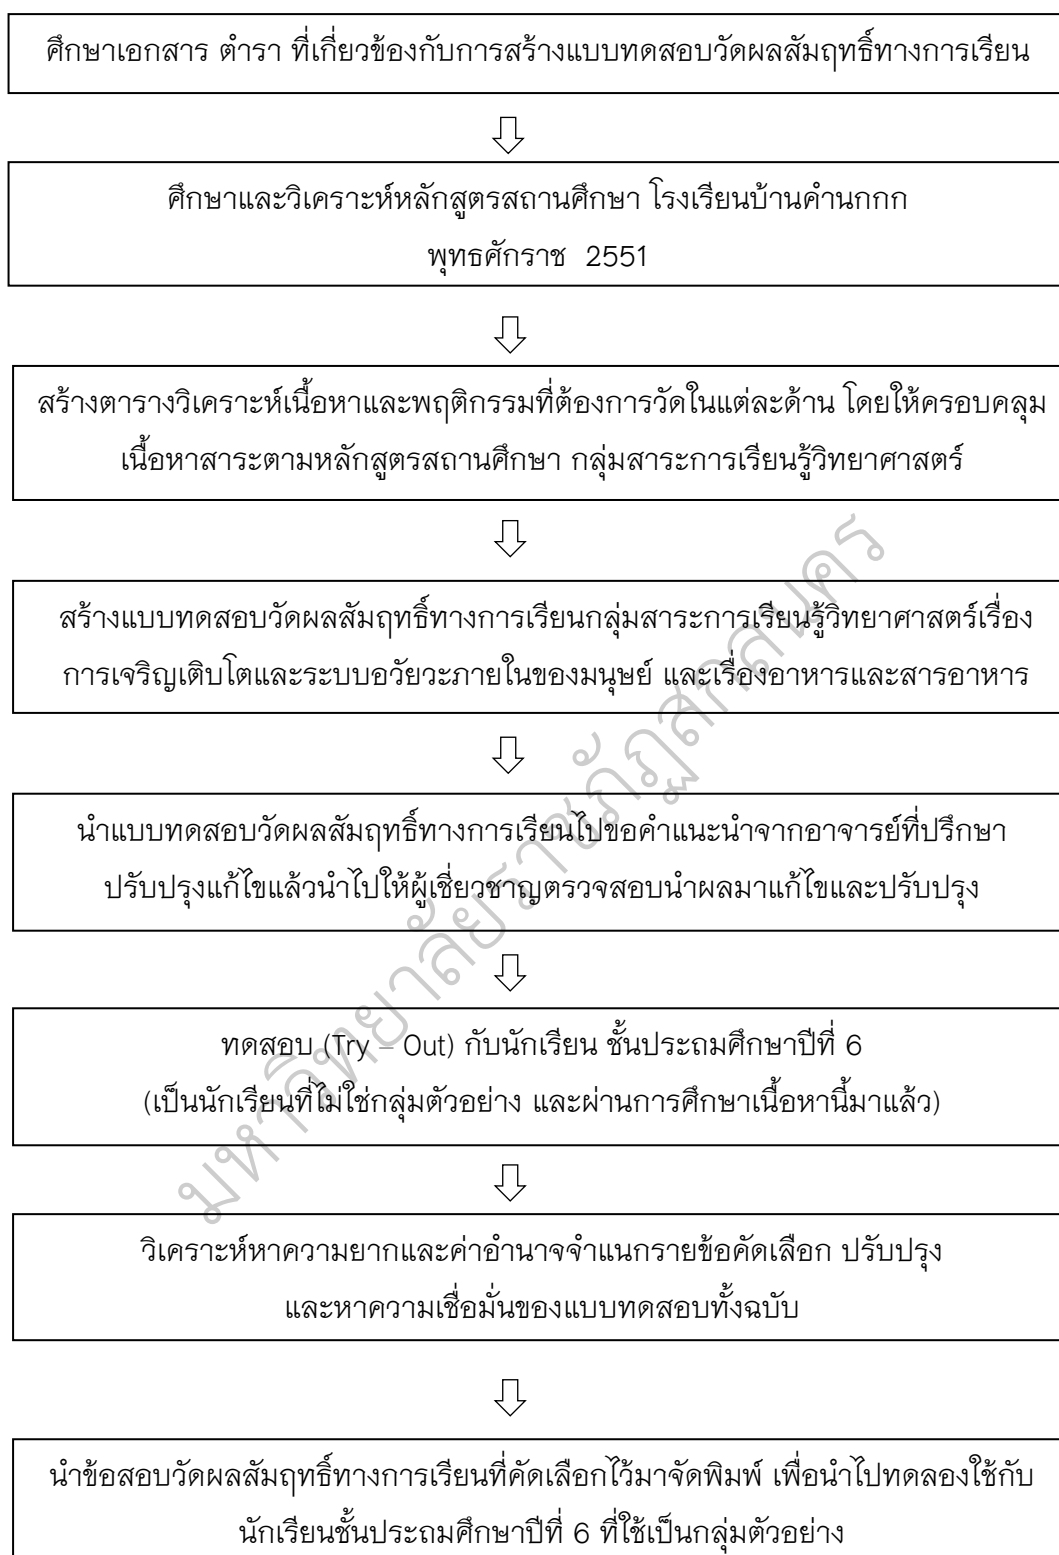 ศึกษาเอกสาร ตำรา ที่เกี่ยวข้องกับการสร้างแบบทดสอบวัดผลสัมฤทธิ์ทางการเรียน
ศึกษาและวิเคราะห์หลักสูตรสถานศึกษา โรงเรียนบ้านคำนกกก
พุทธศักราช 2551
สร้างตารางวิเคราะห์เนื้อหาและพฤติกรรมที่ต้องการวัดในแต่ละด้าน โดยให้ครอบคลุม
เนื้อหาสาระตามหลักสูตรสถานศึกษา กลุ่มสาระการเรียนรู้วิทยาศาสตร์
สร้างแบบทดสอบวัดผลสัมฤทธิ์ทางการเรียนกลุ่มสาระการเรียนรู้วิทยาศาสตร์เรื่อง
การเจริญเติบโตและระบบอวัยวะภายในของมนุษย์ และเรื่องอาหารและสารอาหาร
นำแบบทดสอบวัดผลสัมฤทธิ์ทางการเรียนไปขอคำแนะนำจากอาจารย์ที่ปรึกษา
ปรับปรุงแก้ไขแล้วนำไปให้ผู้เชี่ยวชาญตรวจสอบนำผลมาแก้ไขและปรับปรุง
ทดสอบ (Try – Out) กับนักเรียน ชั้นประถมศึกษาปีที่ 6
(เป็นนักเรียนที่ไม่ใช่กลุ่มตัวอย่าง และผ่านการศึกษาเนื้อหานี้มาแล้ว)
วิเคราะห์หาความยากและค่าอำนาจจำแนกรายข้อคัดเลือก ปรับปรุง
และหาความเชื่อมั่นของแบบทดสอบทั้งฉบับ
นำข้อสอบวัดผลสัมฤทธิ์ทางการเรียนที่คัดเลือกไว้มาจัดพิมพ์ เพื่อนำไปทดลองใช้กับ
นักเรียนชั้นประถมศึกษาปีที่ 6 ที่ใช้เป็นกลุ่มตัวอย่าง
มหาวิทยาลัยราชภัฏสกลนคร